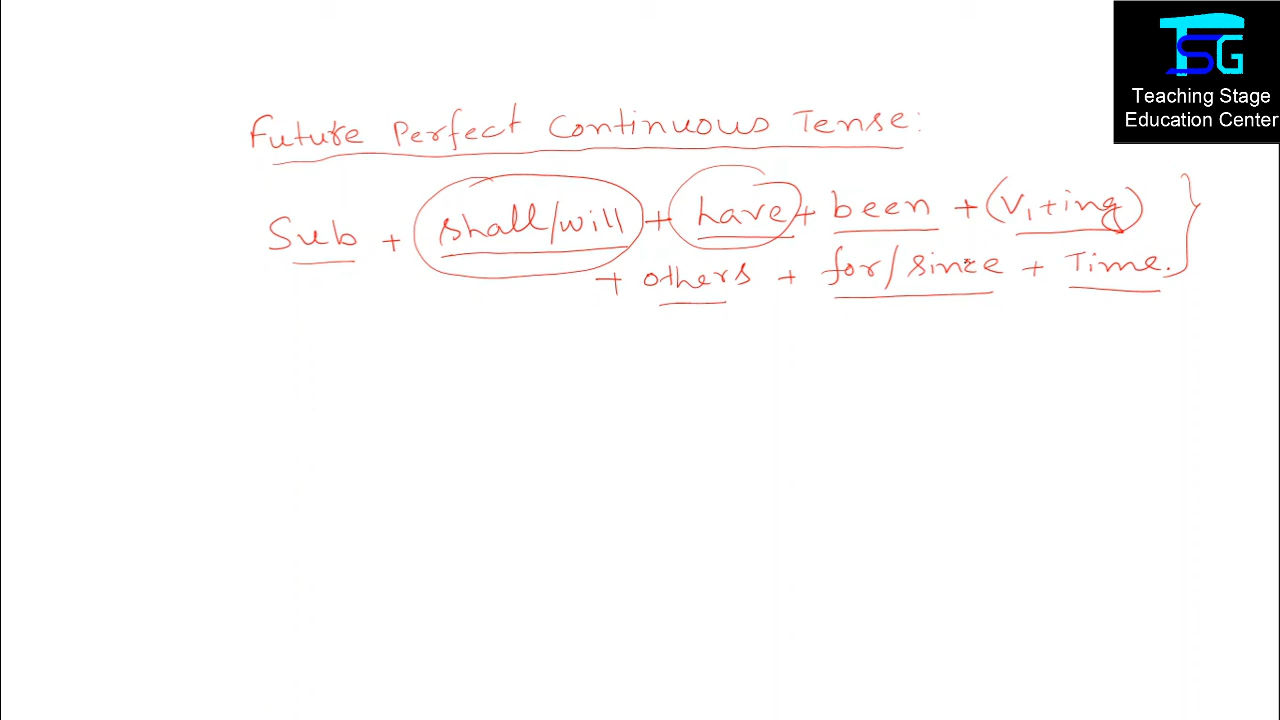 Teaching Stage
Education Center
Future Perfect Continuous Tense:
Sub + shall/will + have + been + (V₁+ing)
+ others + for/since + Time.